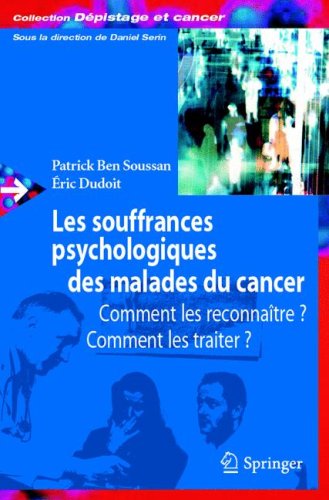 Collection Dépistage et cancer
Sous la direction de Daniel Serin
Patrick Ben Soussan
Éric Dudoit
Les souffrances
psychologiques
des malades du cancer
Comment les reconnaître ?
Comment les traiter ?
Springer